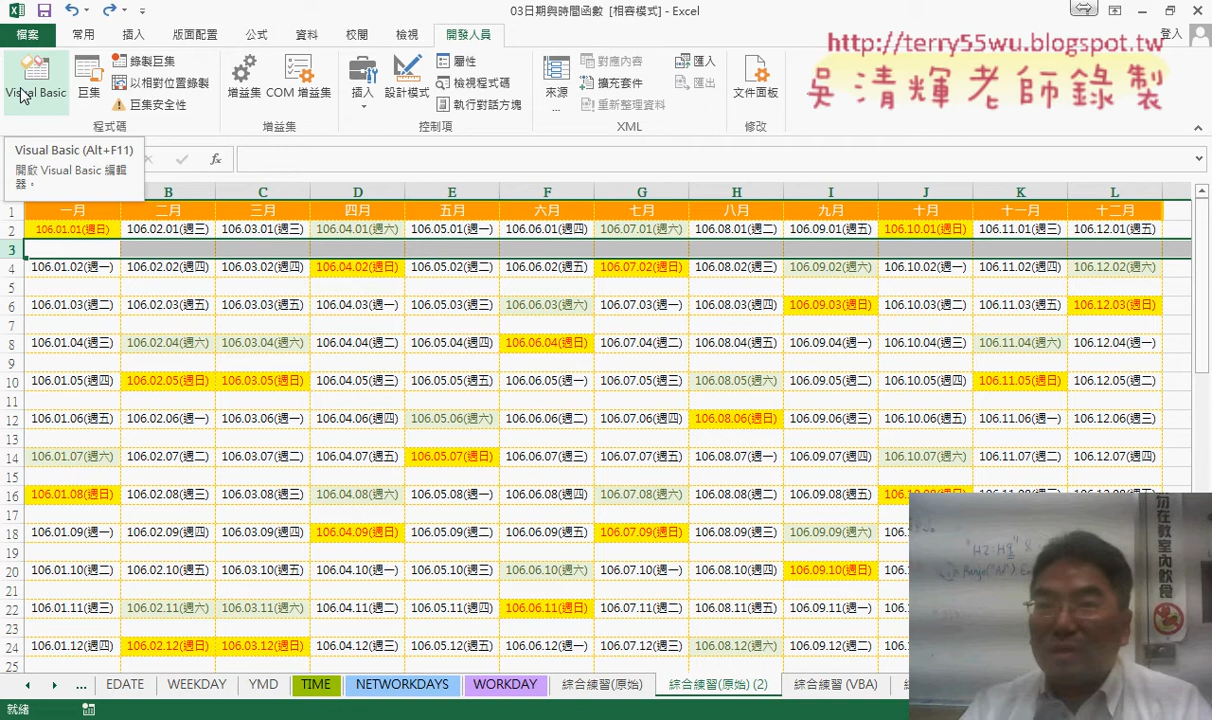 03日期與時間函數 [相容模式] - Excel
檔案 常用 插入 版面配置 公式 資料 校閱 檢視 開發人員 登入
http://terry55wu.blogspot.tw
吳清輝老師錄製
Visual Basic 巨集 錄製巨集 以相對位置錄製 巨集安全性 增益集 COM 增益集 插入 設計模式 屬性 檢視程式碼 執行對話方塊 來源 對應內容 擴充套件 重新整理資料 匯入 匯出 文件面板
程式碼 增益集 控制項 XML 修改
Visual Basic (Alt+F11)
開啟 Visual Basic 編輯器。
fx
B C D E F G H I J K L
1 一月 二月 三月 四月 五月 六月 七月 八月 九月 十月 十一月 十二月
2 106.01.01(週日) 106.02.01(週三) 106.03.01(週三) 106.04.01(週六) 106.05.01(週一) 106.06.01(週四) 106.07.01(週六) 106.08.01(週二) 106.09.01(週五) 106.10.01(週日) 106.11.01(週三) 106.12.01(週五)
3
4 106.01.02(週一) 106.02.02(週四) 106.03.02(週四) 106.04.02(週日) 106.05.02(週二) 106.06.02(週五) 106.07.02(週日) 106.08.02(週三) 106.09.02(週六) 106.10.02(週一) 106.11.02(週四) 106.12.02(週六)
5
6 106.01.03(週二) 106.02.03(週五) 106.03.03(週五) 106.04.03(週一) 106.05.03(週三) 106.06.03(週六) 106.07.03(週一) 106.08.03(週四) 106.09.03(週日) 106.10.03(週二) 106.11.03(週五) 106.12.03(週日)
7
8 106.01.04(週三) 106.02.04(週六) 106.03.04(週六) 106.04.04(週二) 106.05.04(週四) 106.06.04(週日) 106.07.04(週二) 106.08.04(週五) 106.09.04(週一) 106.10.04(週三) 106.11.04(週六) 106.12.04(週一)
9
10 106.01.05(週四) 106.02.05(週日) 106.03.05(週日) 106.04.05(週三) 106.05.05(週五) 106.06.05(週一) 106.07.05(週三) 106.08.05(週六) 106.09.05(週二) 106.10.05(週四) 106.11.05(週日) 106.12.05(週二)
11
12 106.01.06(週五) 106.02.06(週一) 106.03.06(週一) 106.04.06(週四) 106.05.06(週六) 106.06.06(週二) 106.07.06(週四) 106.08.06(週日) 106.09.06(週三) 106.10.06(週五) 106.11.06(週一) 106.12.06(週三)
13
14 106.01.07(週六) 106.02.07(週二) 106.03.07(週二) 106.04.07(週五) 106.05.07(週日) 106.06.07(週三) 106.07.07(週五) 106.08.07(週一) 106.09.07(週四) 106.10.07(週六) 106.11.07(週二) 106.12.07(週四)
15
16 106.01.08(週日) 106.02.08(週三) 106.03.08(週三) 106.04.08(週六) 106.05.08(週一) 106.06.08(週四) 106.07.08(週六) 106.08.08(週二) 106.09.08(週五)
17
18 106.01.09(週一) 106.02.09(週四) 106.03.09(週四) 106.04.09(週日) 106.05.09(週二) 106.06.09(週五) 106.07.09(週日) 106.08.09(週三) 106.09.09(週六)
19
20 106.01.10(週二) 106.02.10(週五) 106.03.10(週五) 106.04.10(週一) 106.05.10(週三) 106.06.10(週六) 106.07.10(週一) 106.08.10(週四) 106.09.10(週日)
21
22 106.01.11(週三) 106.02.11(週六) 106.03.11(週六) 106.04.11(週二) 106.05.11(週四) 106.06.11(週日) 106.07.11(週二) 106.08.11(週五) 106.09.11(週一)
23
24 106.01.12(週四) 106.02.12(週日) 106.03.12(週日) 106.04.12(週三) 106.05.12(週五) 106.06.12(週一) 106.07.12(週三) 106.08.12(週六) 106.09.12(週二)
25
勿在教室內飲食
... EDATE WEEKDAY YMD TIME NETWORKDAYS WORKDAY 綜合練習(原始) 綜合練習(原始) (2) 綜合練習 (VBA)
就緒